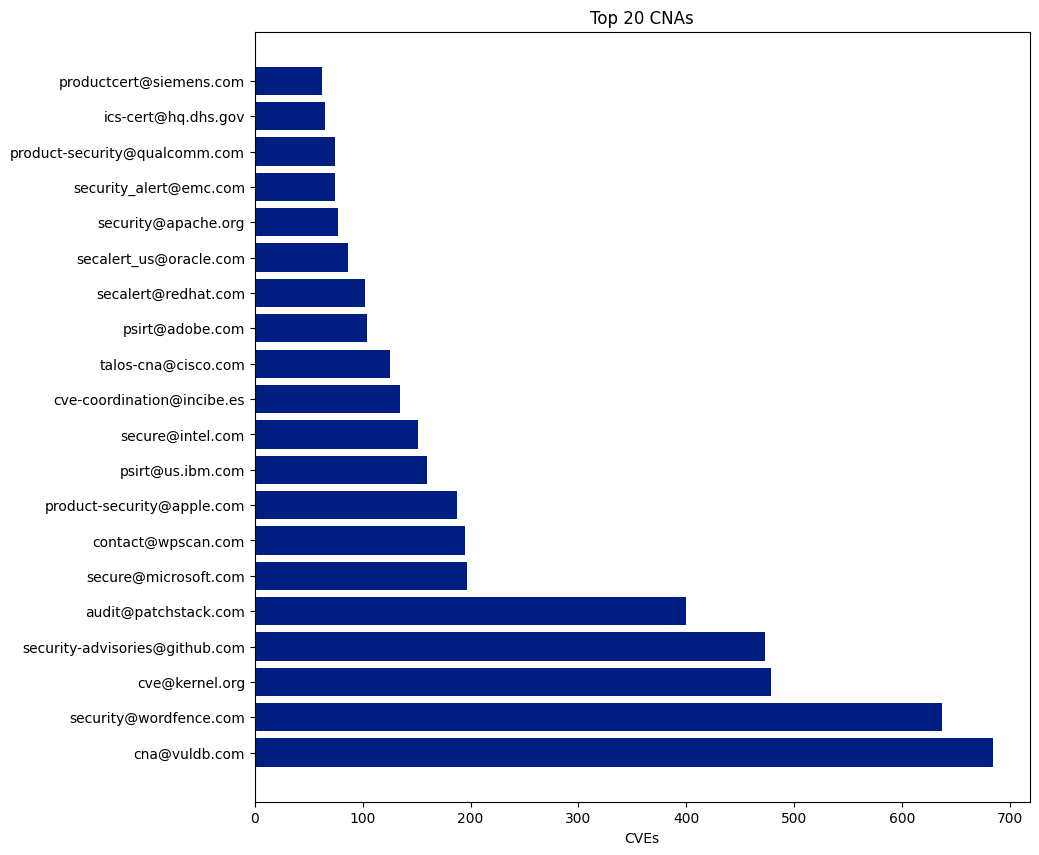 Top 20 CNAs
productcert@siemens.com
ics-cert@hq.dhs.gov
product-security@qualcomm.com
security_alert@emc.com
security@apache.org
secalert_us@oracle.com
secalert@redhat.com
psirt@adobe.com
talos-cna@cisco.com
cve-coordination@incibe.es
secure@intel.com
psirt@us.ibm.com
product-security@apple.com
contact@wpscan.com
secure@microsoft.com
audit@patchstack.com
security-advisories@github.com
cve@kernel.org
security@wordfence.com
cna@vuldb.com
0 100 200 300 400 500 600 700
CVEs